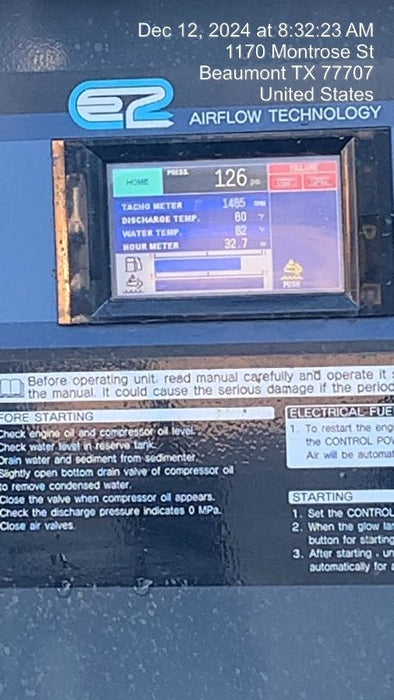 Dec 12, 2024 at 8:32:23 AM
1170 Montrose St
Beaumont TX 77707
United States
AIRFLOW TECHNOLOGY
HOME
PRESS.
126 psi
FAILURE
TACHO METER 1485 rpm
DISCHARGE TEMP. 80 °F
WATER TEMP. 82 °F
HOUR METER 32.7 hr
PUSH
Before operating unit, read manual carefully and operate it
the manual. It could cause the serious damage if the period
FORE STARTING
Check engine oil and compressor oil level.
Check water level in reserve tank.
Drain water and sediment from sedimenter.
Slightly open bottom drain valve of compressor oil
to remove condensed water.
Close the valve when compressor oil appears.
Check the discharge pressure indicates 0 MPa.
Close air valves.
ELECTRICAL FUE
1. To restart the eng
the CONTROL POW
Air will be automat
STARTING
1. Set the CONTROL
2. When the glow la
button for starting
3. After starting , un
automatically for a